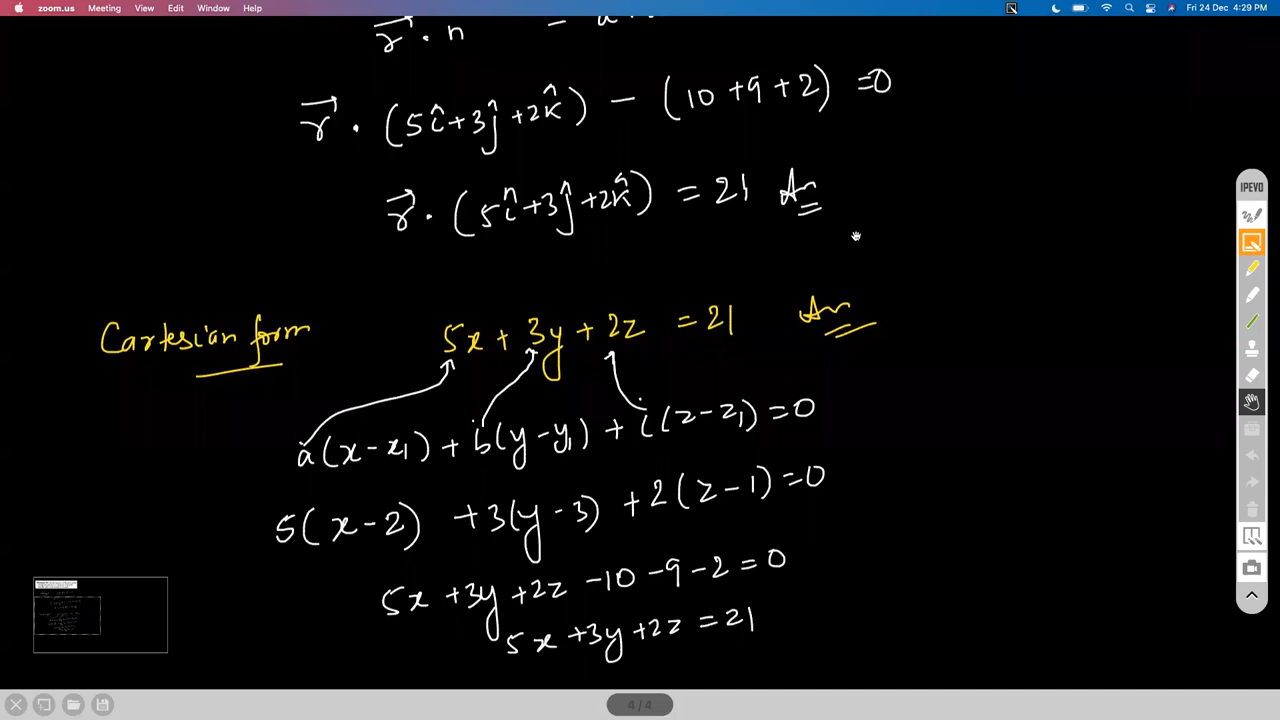 zoom.us Meeting View Edit Window Help Fri 24 Dec 4:29 PM
r⃗ · n = a
r⃗ · (5î+3ĵ+2k̂) − (10+9+2) =0
r⃗ · (5î+3ĵ+2k̂) = 21 An
IPEVO
Cartesian form 5x + 3y + 2z = 21 An
a(x−x₁) + b(y−y₁) + c(z−z₁)=0
5(x−2) +3(y−3) +2(z−1)=0
5x +3y +2z −10−9−2=0
5x +3y+2z =21
4 / 4